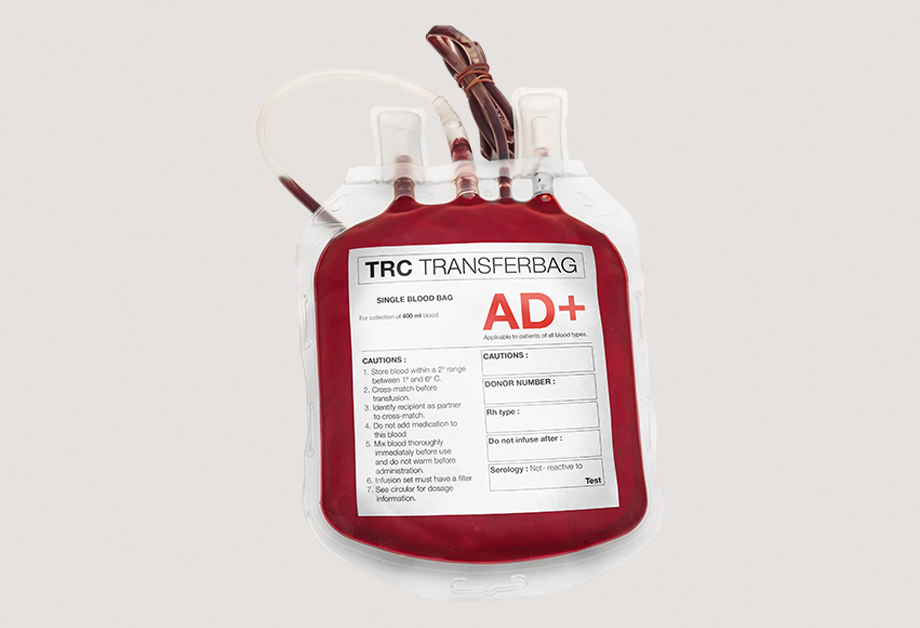 TRC TRANSFERBAG
SINGLE BLOOD BAG
For collection of 400 ml blood.
AD+
Applicable to patients of all blood types.
CAUTIONS :
1. Store blood within a 2º range
between 1º and 6º C.
2. Cross-match before
transfusion.
3. Identify recipient as partner
to cross-match.
4. Do not add medication to
this blood
5. Mix blood thoroughly
immediataly before use
and do not warm before
administration.
6. Infusion set must have a filter
7. See circular for dosage
information.
CAUTIONS :
DONOR NUMBER :
Rh type :
Do not infuse after :
Serology : Not- reactive to
Test